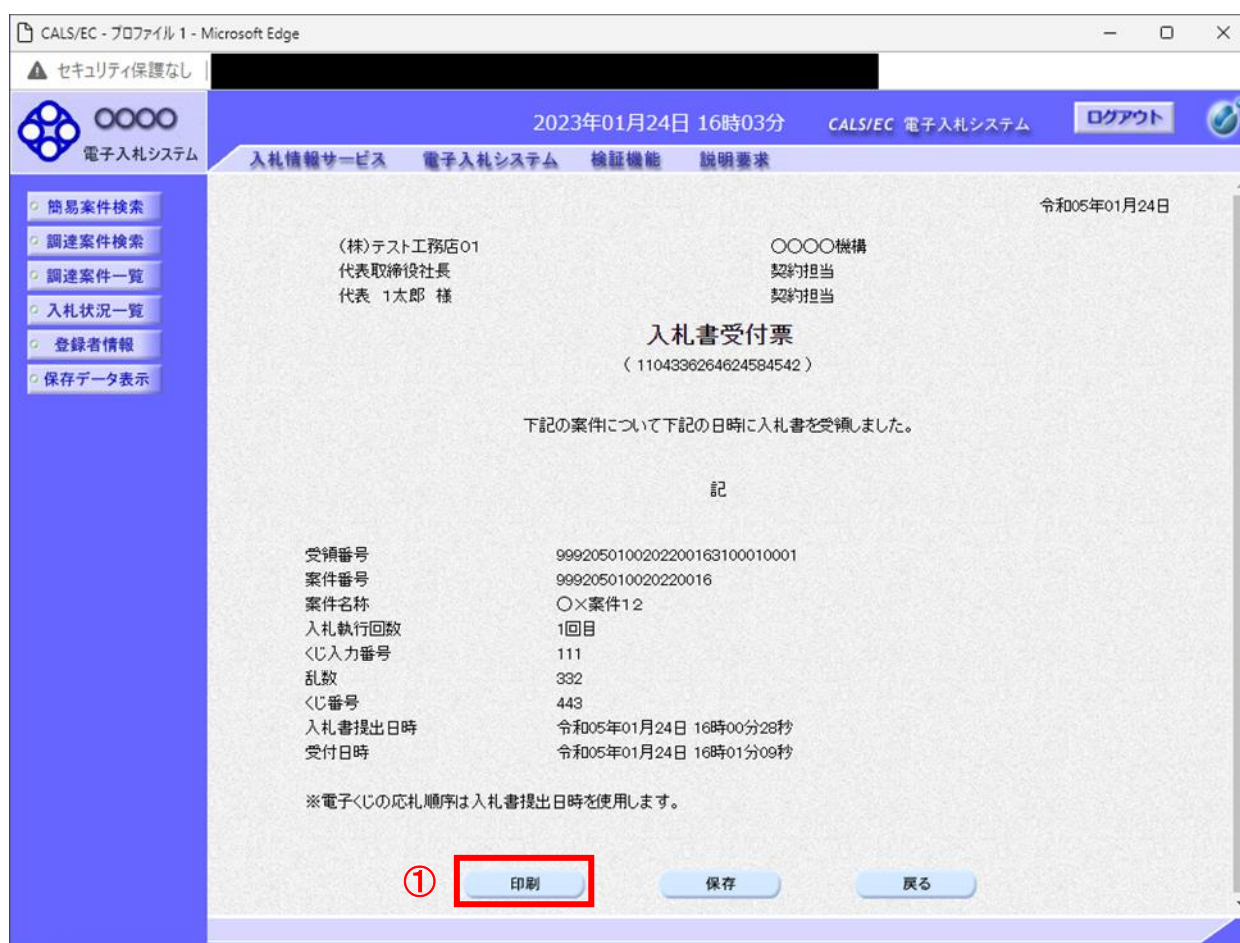 CALS/EC - プロファイル 1 - Microsoft Edge
セキュリティ保護なし
〇〇〇〇
電子入札システム
2023年01月24日 16時03分
CALS/EC 電子入札システム
ログアウト
入札情報サービス 電子入札システム 検証機能 説明要求
簡易案件検索
調達案件検索
調達案件一覧
入札状況一覧
登録者情報
保存データ表示
令和05年01月24日
(株)テスト工務店01 〇〇〇〇機構
代表取締役社長 契約担当
代表 1太郎 様 契約担当
入札書受付票
( 1104336264624584542 )
下記の案件について下記の日時に入札書を受領しました。
記
受領番号 9992050100202200163100010001
案件番号 999205010020220016
案件名称 〇×案件12
入札執行回数 1回目
くじ入力番号 111
乱数 332
くじ番号 443
入札書提出日時 令和05年01月24日 16時00分28秒
受付日時 令和05年01月24日 16時01分09秒
※電子くじの応札順序は入札書提出日時を使用します。
① 印刷 保存 戻る